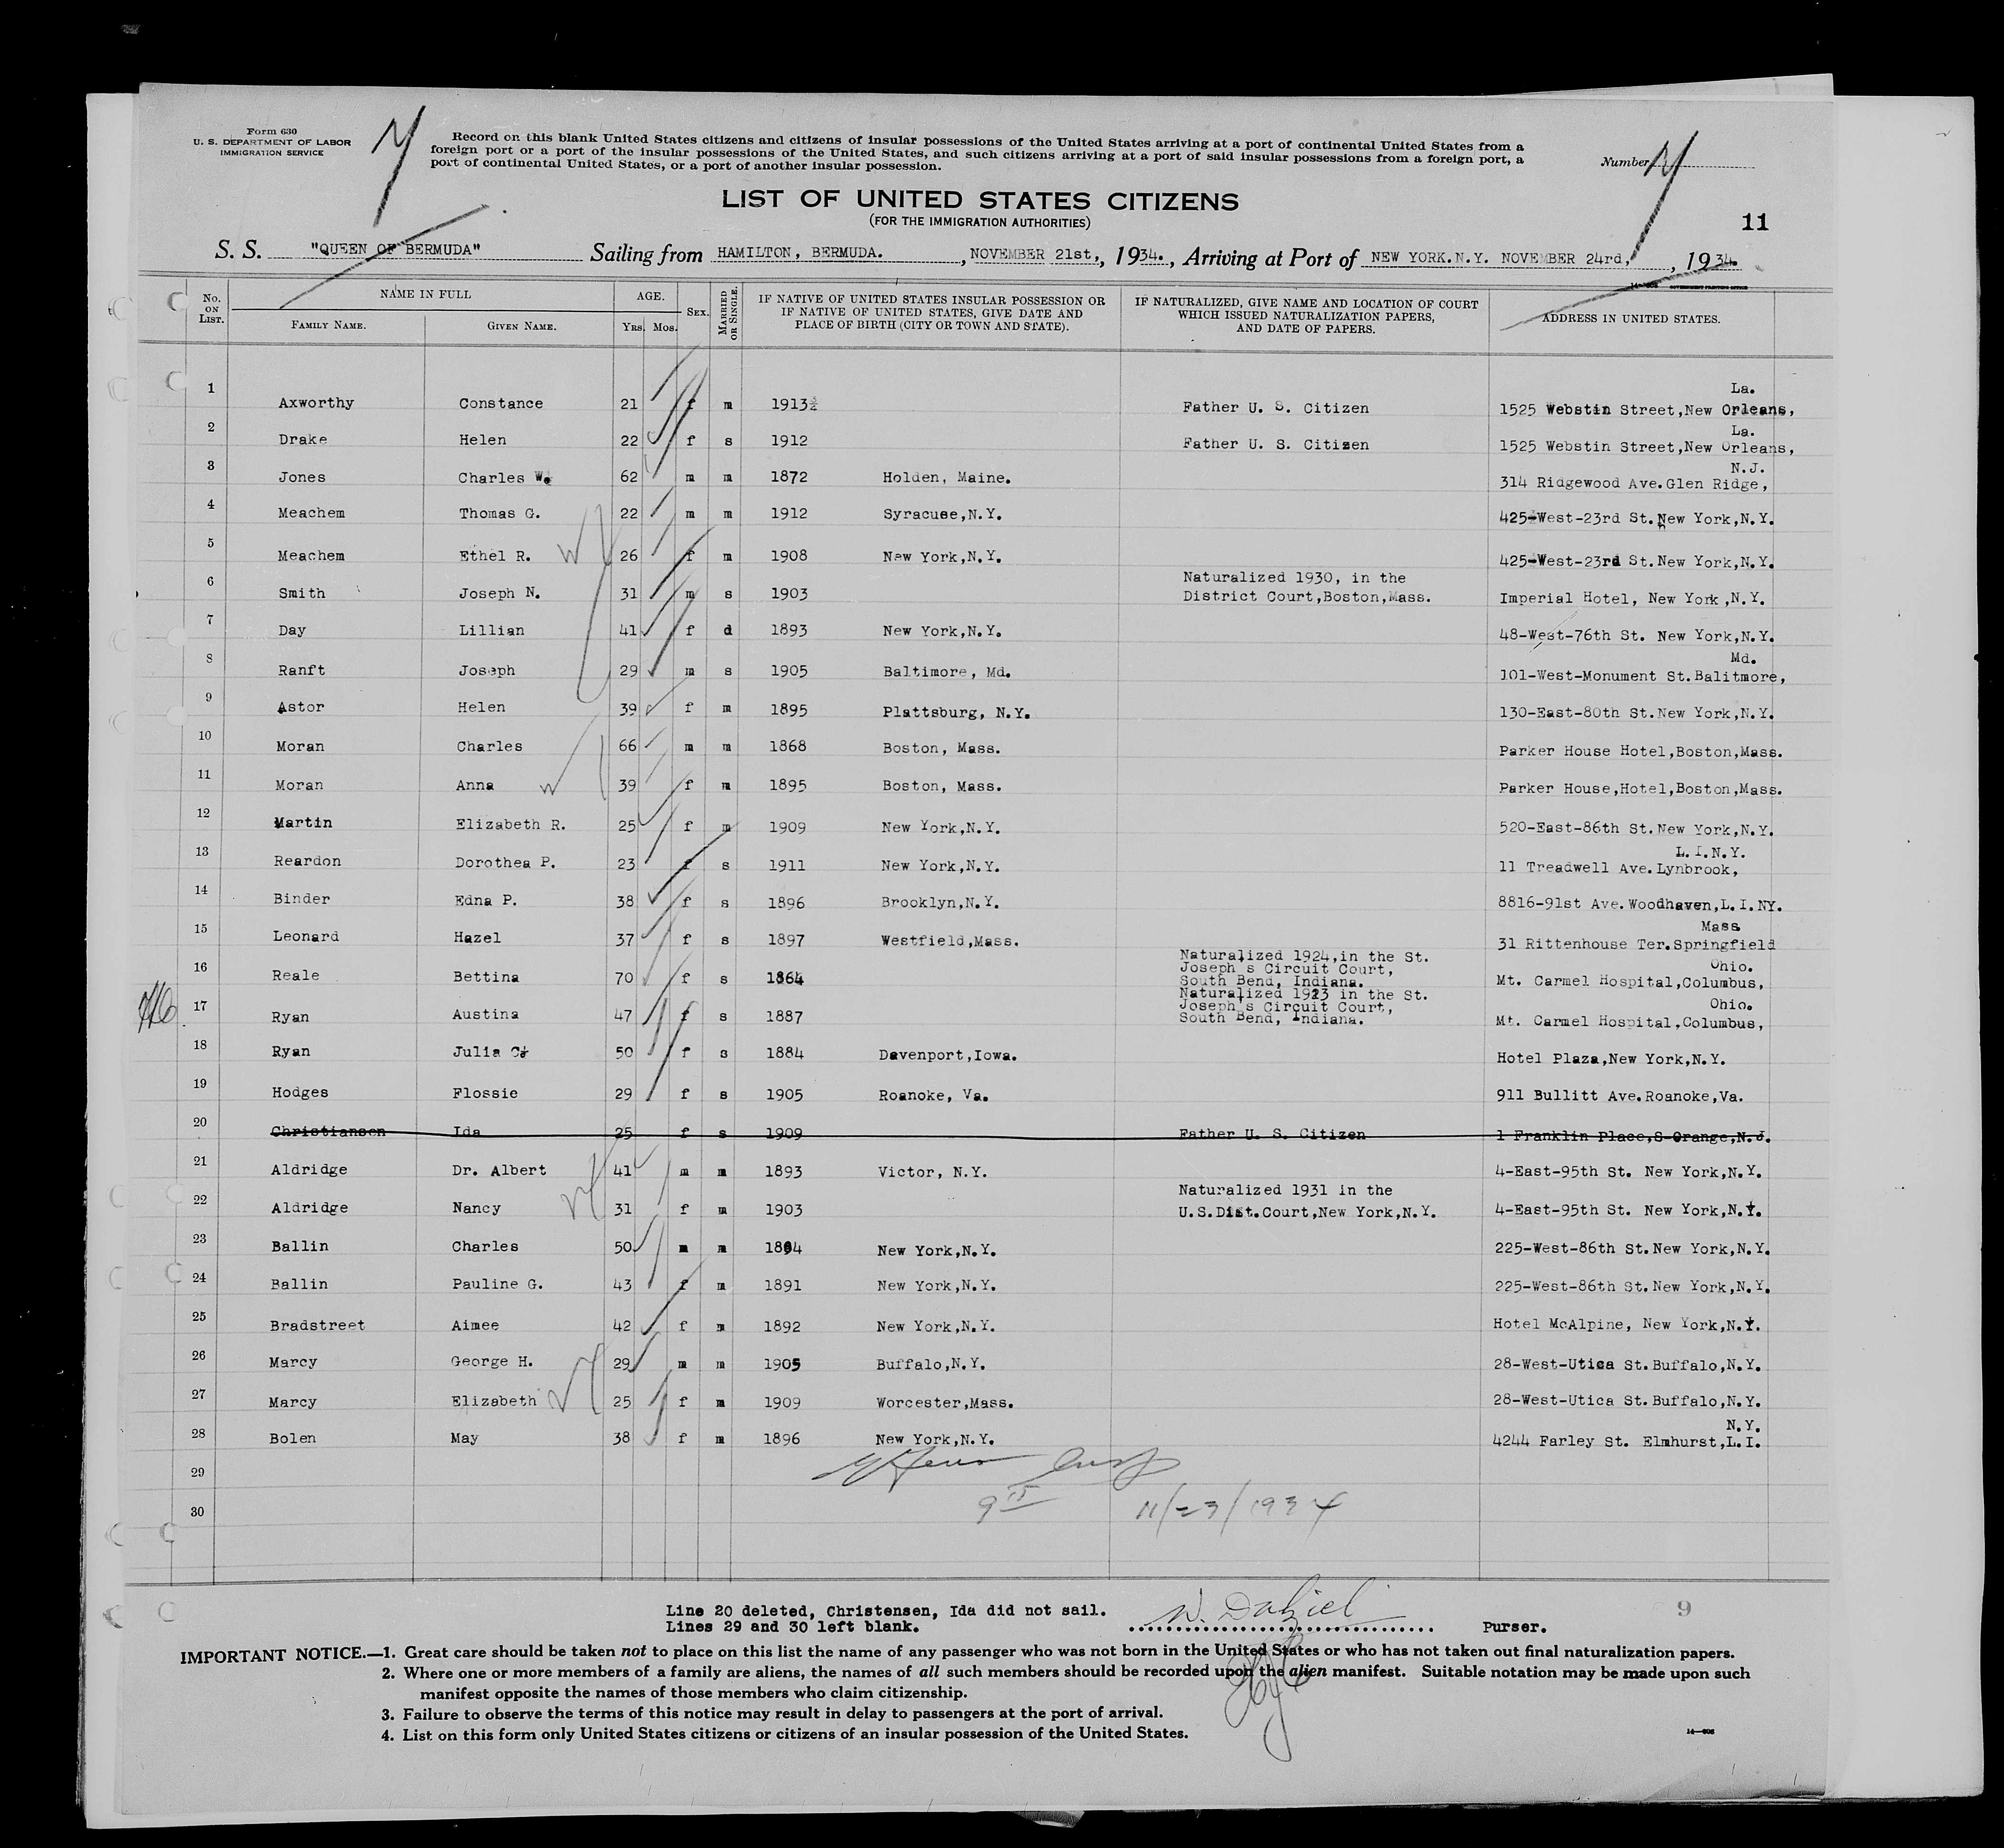 Form 630
U. S. DEPARTMENT OF LABOR
IMMIGRATION SERVICE
Record on this blank United States citizens and citizens of insular possessions of the United States arriving at a port of continental United States from a
foreign port or a port of the insular possessions of the United States, and such citizens arriving at a port of said insular possessions from a foreign port, a
port of continental United States, or a port of another insular possession.
Number
LIST OF UNITED STATES CITIZENS
(FOR THE IMMIGRATION AUTHORITIES)
11
S. S. "QUEEN OF BERMUDA" Sailing from HAMILTON, BERMUDA. , NOVEMBER 21st, , 1934. , Arriving at Port of NEW YORK.N.Y. NOVEMBER 24rd, , 1934.
No. ON LIST. NAME IN FULL AGE. SEX. MARRIED OR SINGLE. IF NATIVE OF UNITED STATES INSULAR POSSESSION OR IF NATIVE OF UNITED STATES, GIVE DATE AND PLACE OF BIRTH (CITY OR TOWN AND STATE). IF NATURALIZED, GIVE NAME AND LOCATION OF COURT WHICH ISSUED NATURALIZATION PAPERS, AND DATE OF PAPERS. ADDRESS IN UNITED STATES.
FAMILY NAME. GIVEN NAME. YRS. MOS.
La.
1 Axworthy Constance 21 f m 1913 Father U. S. Citizen 1525 Webstin Street,New Orleans,
La.
2 Drake Helen 22 f s 1912 Father U. S. Citizen 1525 Webstin Street,New Orleans,
N.J.
3 Jones Charles W. 62 m m 1872 Holden, Maine. 314 Ridgewood Ave.Glen Ridge,
4 Meachem Thomas G. 22 m m 1912 Syracuse,N.Y. 425-West-23rd St.New York,N.Y.
5 Meachem Ethel R. 26 f m 1908 New York,N.Y. 425-West-23rd St.New York,N.Y.
Naturalized 1930, in the
6 Smith Joseph N. 31 m s 1903 District Court,Boston,Mass. Imperial Hotel, New York,N.Y.
7 Day Lillian 41 f d 1893 New York,N.Y. 48-West-76th St. New York,N.Y.
Md.
8 Ranft Joseph 29 m s 1905 Baltimore, Md. 101-West-Monument St.Balitmore,
9 Astor Helen 39 f m 1895 Plattsburg, N.Y. 130-East-80th St.New York,N.Y.
10 Moran Charles 66 m m 1868 Boston, Mass. Parker House Hotel,Boston,Mass.
11 Moran Anna 39 f m 1895 Boston, Mass. Parker House,Hotel,Boston,Mass.
12 Martin Elizabeth R. 25 f m 1909 New York,N.Y. 520-East-86th St.New York,N.Y.
L.I.N.Y.
13 Reardon Dorothea P. 23 f s 1911 New York,N.Y. 11 Treadwell Ave.Lynbrook,
14 Binder Edna P. 38 f s 1896 Brooklyn,N.Y. 8816-91st Ave.Woodhaven,L.I.NY.
Mass
15 Leonard Hazel 37 f s 1897 Westfield,Mass. 31 Rittenhouse Ter.Springfield
Naturalized 1924,in the St.
Joseph's Circuit Court, Ohio.
16 Reale Bettina 70 f s 1864 South Bend, Indiana. Mt. Carmel Hospital,Columbus,
Naturalized 1923 in the St.
Joseph's Circuit Court, Ohio.
17 Ryan Austina 47 f s 1887 South Bend, Indiana. Mt. Carmel Hospital,Columbus,
18 Ryan Julia C. 50 f s 1884 Davenport,Iowa. Hotel Plaza,New York,N.Y.
19 Hodges Flossie 29 f s 1905 Roanoke, Va. 911 Bullitt Ave.Roanoke,Va.
20 Christiansen Ida 25 f s 1909 Father U. S. Citizen 1 Franklin Place,S-Orange,N.J.
21 Aldridge Dr. Albert 41 m m 1893 Victor, N.Y. 4-East-95th St. New York,N.Y.
Naturalized 1931 in the
22 Aldridge Nancy 31 f m 1903 U.S.Dist.Court,New York,N.Y. 4-East-95th St. New York,N.Y.
23 Ballin Charles 50 m m 1884 New York,N.Y. 225-West-86th St.New York,N.Y.
24 Ballin Pauline G. 43 f m 1891 New York,N.Y. 225-West-86th St.New York,N.Y.
25 Bradstreet Aimee 42 f m 1892 New York,N.Y. Hotel McAlpine, New York,N.Y.
26 Marcy George H. 29 m m 1905 Buffalo,N.Y. 28-West-Utica St.Buffalo,N.Y.
27 Marcy Elizabeth 25 f m 1909 Worcester,Mass. 28-West-Utica St.Buffalo,N.Y.
N.Y.
28 Bolen May 38 f m 1896 New York,N.Y. 4244 Farley St. Elmhurst,L.I.
29
30
11/23/1934
Line 20 deleted, Christensen, Ida did not sail.
Lines 29 and 30 left blank.
W. Dalziel
Purser.
9
IMPORTANT NOTICE.—1. Great care should be taken not to place on this list the name of any passenger who was not born in the United States or who has not taken out final naturalization papers.
2. Where one or more members of a family are aliens, the names of all such members should be recorded upon the alien manifest. Suitable notation may be made upon such
manifest opposite the names of those members who claim citizenship.
3. Failure to observe the terms of this notice may result in delay to passengers at the port of arrival.
4. List on this form only United States citizens or citizens of an insular possession of the United States.